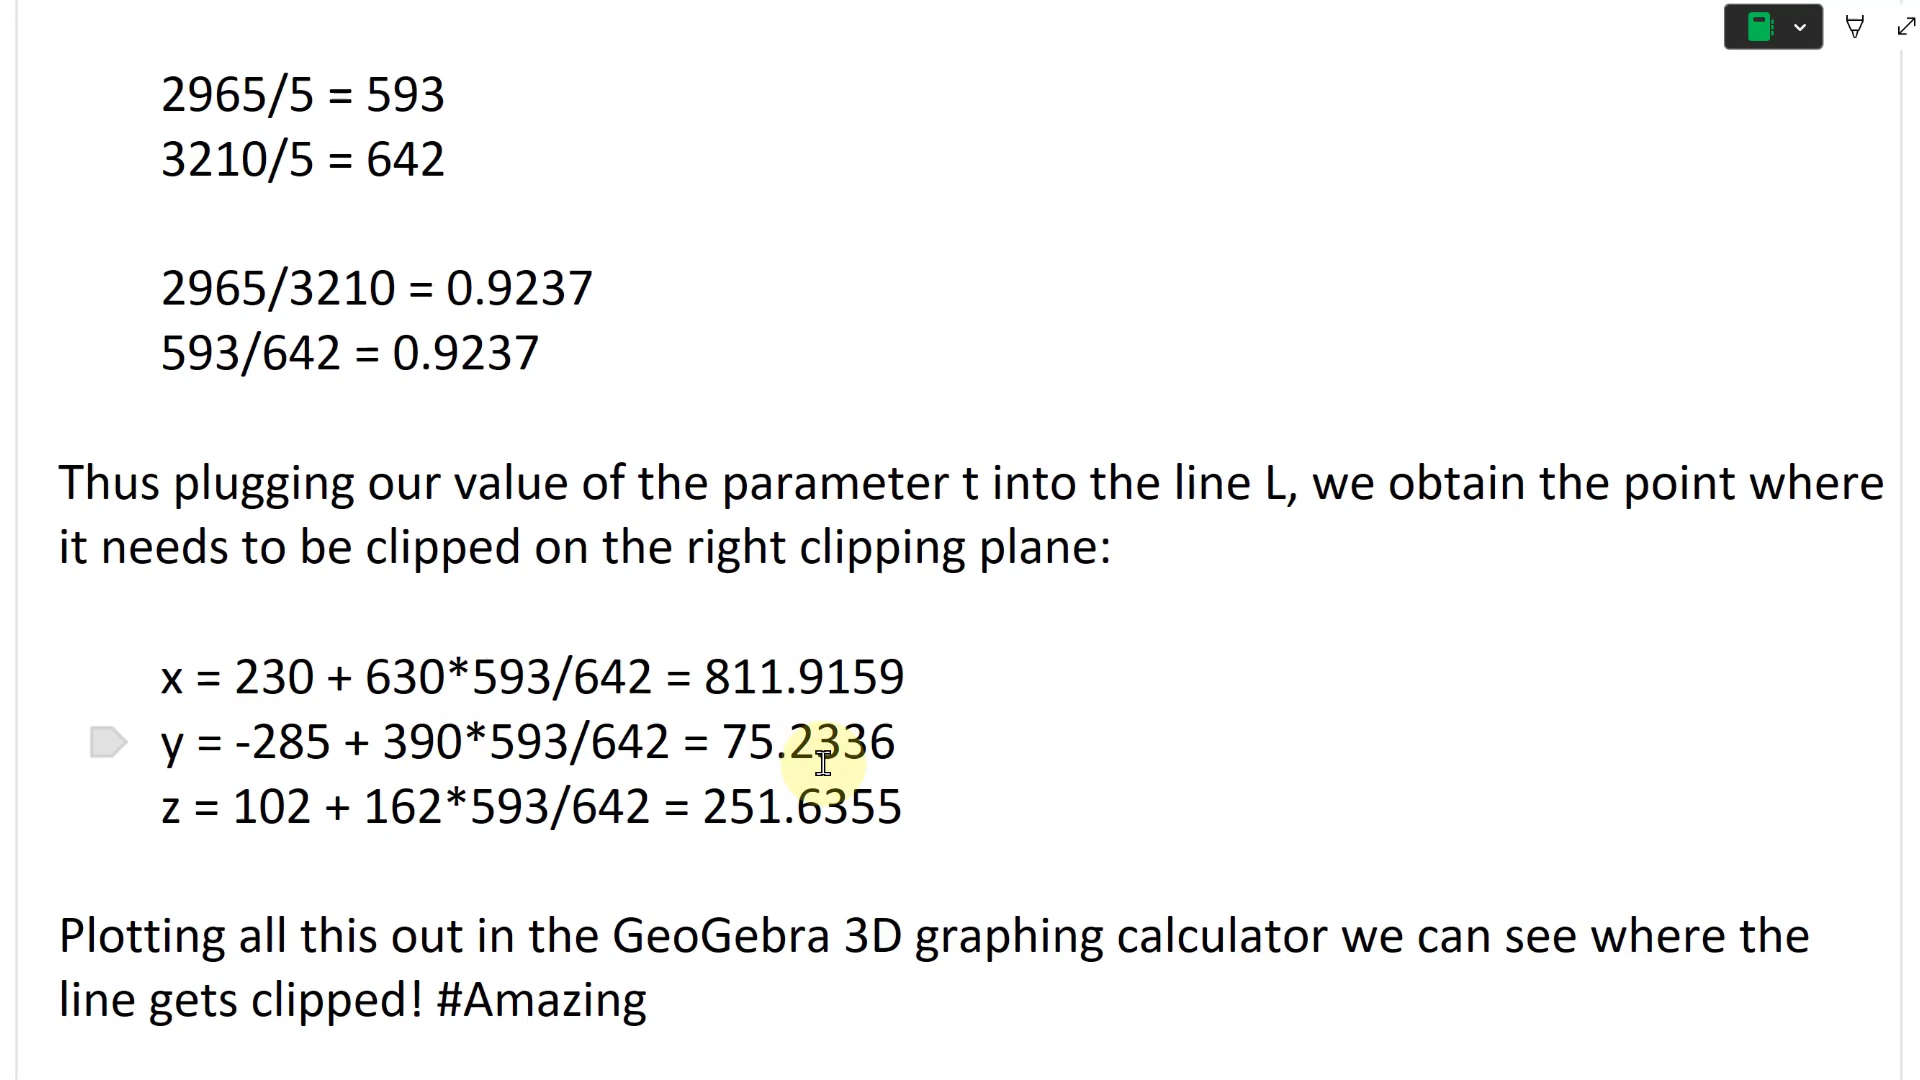 2965/5 = 593
3210/5 = 642
2965/3210 = 0.9237
593/642 = 0.9237
Thus plugging our value of the parameter t into the line L, we obtain the point where
it needs to be clipped on the right clipping plane:
x = 230 + 630*593/642 = 811.9159
y = -285 + 390*593/642 = 75.2336
z = 102 + 162*593/642 = 251.6355
Plotting all this out in the GeoGebra 3D graphing calculator we can see where the
line gets clipped! #Amazing